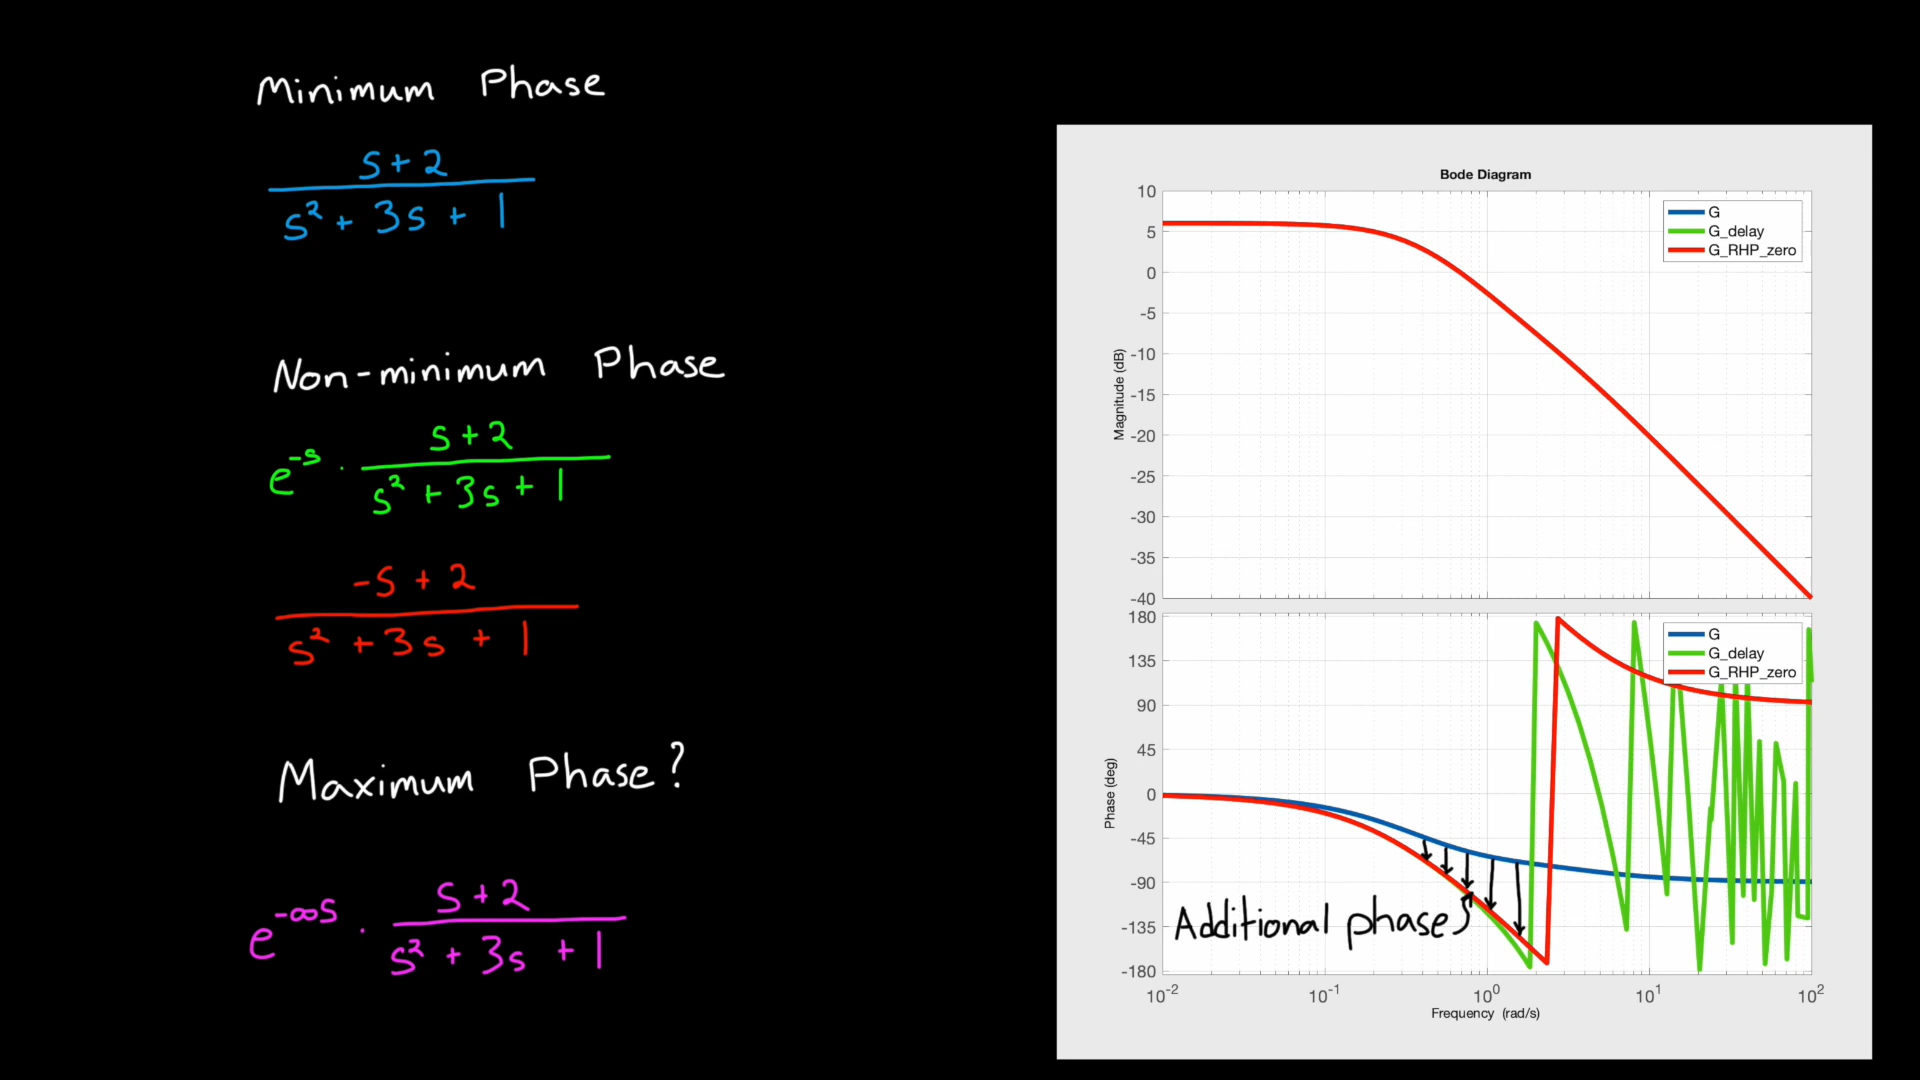 Minimum Phase
s+2
s² + 3s + 1
Non-minimum Phase
e^-s · s+2
s² + 3s + 1
-s + 2
s² + 3s + 1
Maximum Phase?
e^-∞s · s+2
s² + 3s + 1
Bode Diagram
Magnitude (dB)
10
5
0
-5
-10
-15
-20
-25
-30
-35
-40
G
G_delay
G_RHP_zero
Phase (deg)
180
135
90
45
0
-45
-90
-135
-180
G
G_delay
G_RHP_zero
Additional phase
10^-2 10^-1 10^0 10^1 10^2
Frequency (rad/s)